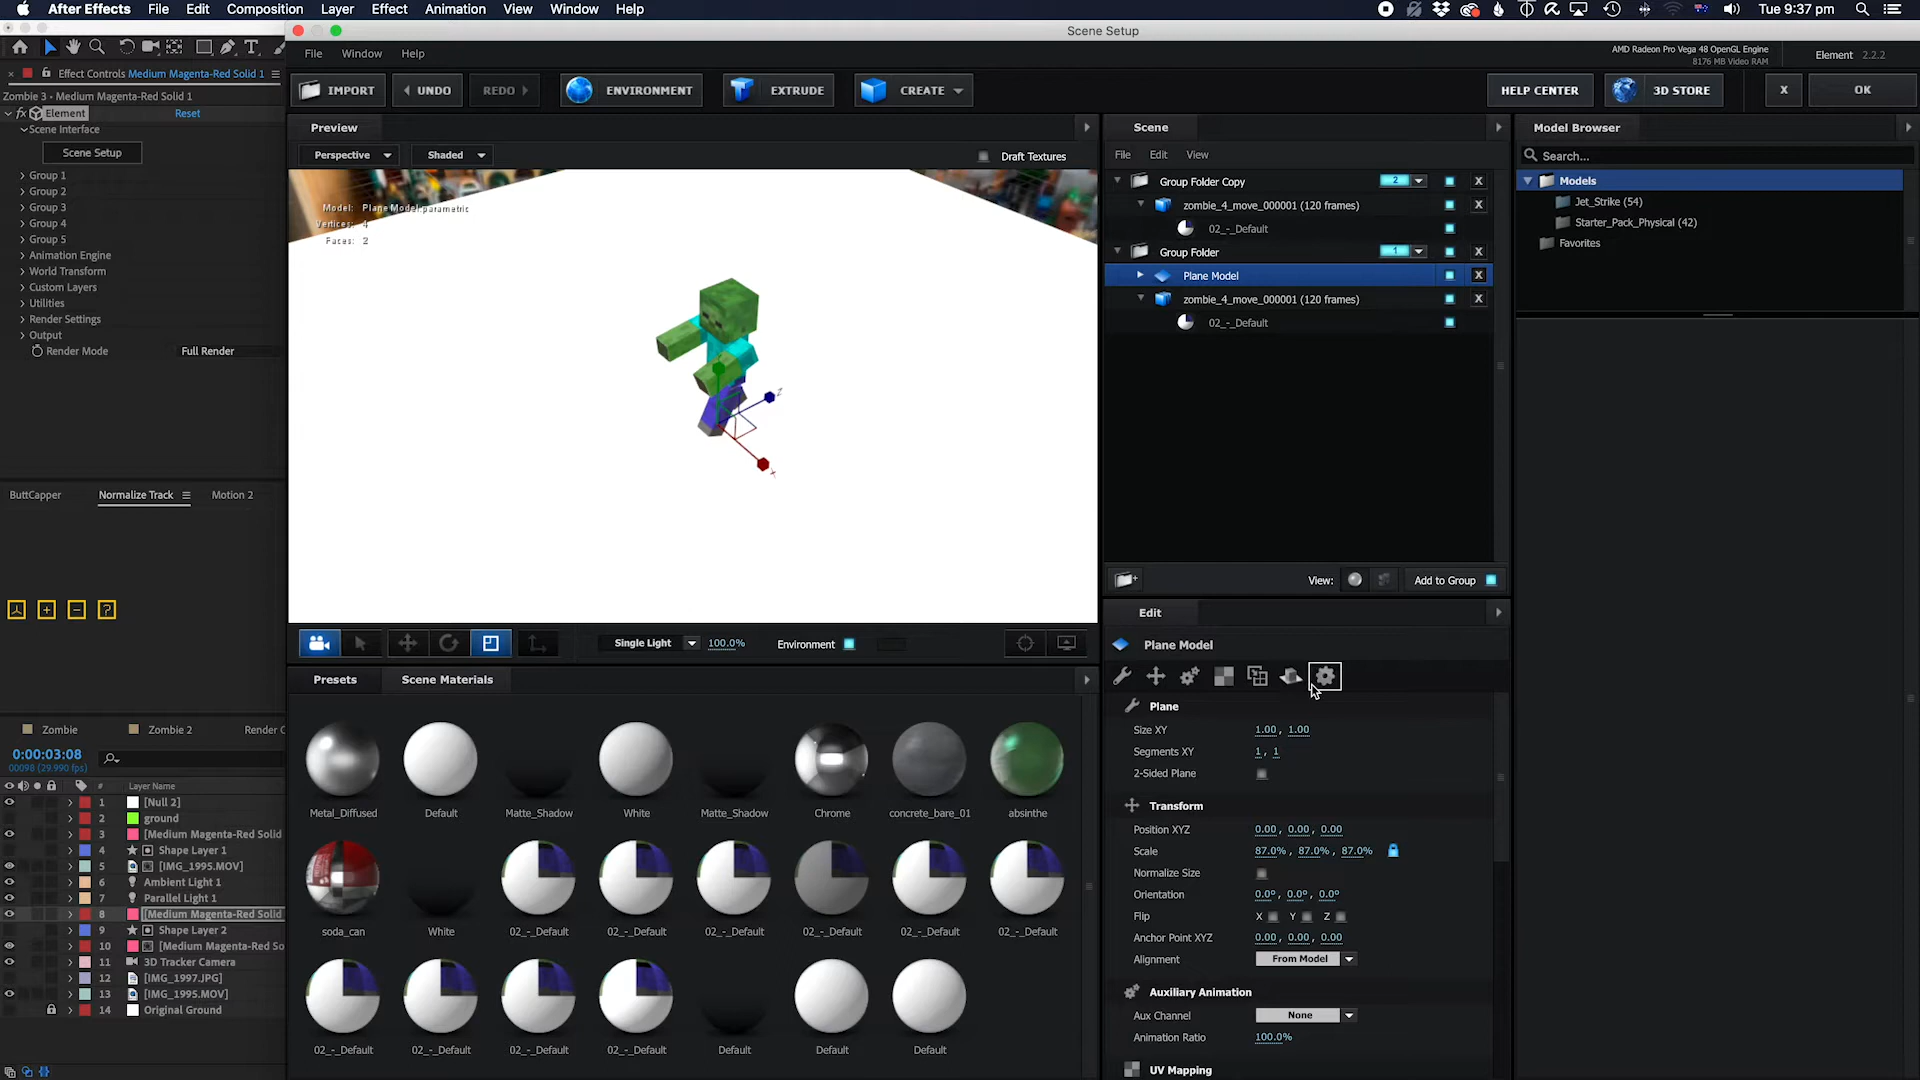 After Effects File Edit Composition Layer Effect Animation View Window Help
Tue 9:37 pm
Scene Setup
File Window Help
AMD Radeon Pro Vega 48 OpenGL Engine
8176 MB Video RAM
Element 2.2.2
Effect Controls Medium Magenta-Red Solid 1
Zombie 3 • Medium Magenta-Red Solid 1
fx Element Reset
Scene Interface
Scene Setup
Group 1
Group 2
Group 3
Group 4
Group 5
Animation Engine
World Transform
Custom Layers
Utilities
Render Settings
Output
Render Mode Full Render
IMPORT UNDO REDO ENVIRONMENT EXTRUDE CREATE HELP CENTER 3D STORE X OK
Preview
Perspective Shaded Draft Textures
Model: Plane Model.parametric
Vertices: 4
Faces: 2
Scene
File Edit View
Group Folder Copy 2 X
zombie_4_move_000001 (120 frames) X
02_-_Default
Group Folder 1 X
Plane Model X
zombie_4_move_000001 (120 frames) X
02_-_Default
View: Add to Group
Model Browser
Search...
Models
Jet_Strike (54)
Starter_Pack_Physical (42)
Favorites
ButtCapper Normalize Track Motion 2
Single Light 100.0% Environment
Presets Scene Materials
Metal_Diffused Default Matte_Shadow White Matte_Shadow Chrome concrete_bare_01 absinthe
soda_can White 02_-_Default 02_-_Default 02_-_Default 02_-_Default 02_-_Default 02_-_Default
02_-_Default 02_-_Default 02_-_Default 02_-_Default Default Default Default
Edit
Plane Model
Plane
Size XY 1.00, 1.00
Segments XY 1, 1
2-Sided Plane
Transform
Position XYZ 0.00, 0.00, 0.00
Scale 87.0%, 87.0%, 87.0%
Normalize Size
Orientation 0.0°, 0.0°, 0.0°
Flip X Y Z
Anchor Point XYZ 0.00, 0.00, 0.00
Alignment From Model
Auxiliary Animation
Aux Channel None
Animation Ratio 100.0%
UV Mapping
Zombie Zombie 2 Render C
0:00:03:08
00098 (29.990 fps)
# Layer Name
1 [Null 2]
2 ground
3 [Medium Magenta-Red Solid
4 Shape Layer 1
5 [IMG_1995.MOV]
6 Ambient Light 1
7 Parallel Light 1
8 [Medium Magenta-Red Solid
9 Shape Layer 2
10 [Medium Magenta-Red So
11 3D Tracker Camera
12 [IMG_1997.JPG]
13 [IMG_1995.MOV]
14 Original Ground